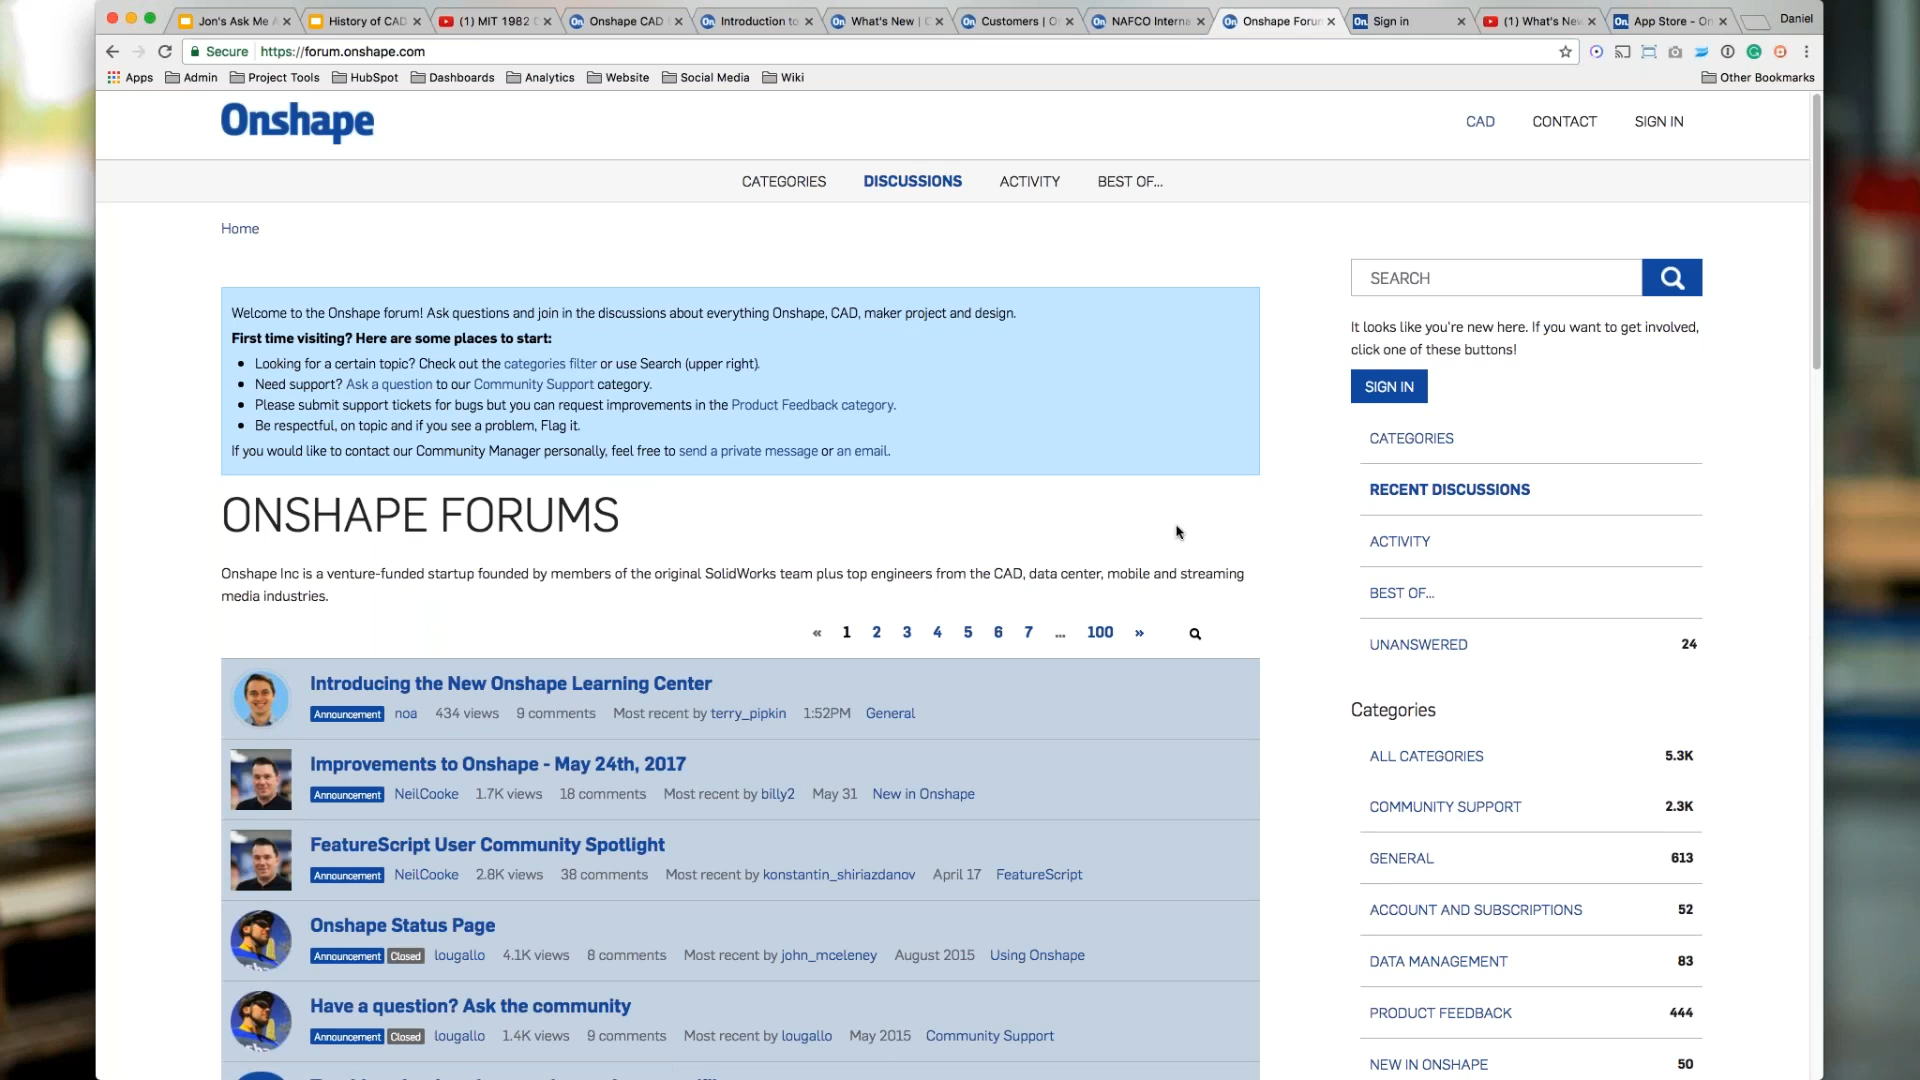 Jon's Ask Me A
History of CAD
(1) MIT 1982
Onshape CAD
Introduction to
What's New | O
Customers | O
NAFCO Interna
Onshape Forum
Sign in
(1) What's New
App Store - On
Daniel
Secure https://forum.onshape.com
Apps Admin Project Tools HubSpot Dashboards Analytics Website Social Media Wiki Other Bookmarks
Onshape
CAD CONTACT SIGN IN
CATEGORIES DISCUSSIONS ACTIVITY BEST OF...
Home
Welcome to the Onshape forum! Ask questions and join in the discussions about everything Onshape, CAD, maker project and design.
First time visiting? Here are some places to start:
Looking for a certain topic? Check out the categories filter or use Search (upper right).
Need support? Ask a question to our Community Support category.
Please submit support tickets for bugs but you can request improvements in the Product Feedback category.
Be respectful, on topic and if you see a problem, Flag it.
If you would like to contact our Community Manager personally, feel free to send a private message or an email.
ONSHAPE FORUMS
Onshape Inc is a venture-funded startup founded by members of the original SolidWorks team plus top engineers from the CAD, data center, mobile and streaming
media industries.
« 1 2 3 4 5 6 7 ... 100 »
Introducing the New Onshape Learning Center
Announcement noa 434 views 9 comments Most recent by terry_pipkin 1:52PM General
Improvements to Onshape - May 24th, 2017
Announcement NeilCooke 1.7K views 18 comments Most recent by billy2 May 31 New in Onshape
FeatureScript User Community Spotlight
Announcement NeilCooke 2.8K views 38 comments Most recent by konstantin_shiriazdanov April 17 FeatureScript
Onshape Status Page
Announcement Closed lougallo 4.1K views 8 comments Most recent by john_mceleney August 2015 Using Onshape
Have a question? Ask the community
Announcement Closed lougallo 1.4K views 9 comments Most recent by lougallo May 2015 Community Support
SEARCH
It looks like you're new here. If you want to get involved,
click one of these buttons!
SIGN IN
CATEGORIES
RECENT DISCUSSIONS
ACTIVITY
BEST OF...
UNANSWERED 24
Categories
ALL CATEGORIES 5.3K
COMMUNITY SUPPORT 2.3K
GENERAL 613
ACCOUNT AND SUBSCRIPTIONS 52
DATA MANAGEMENT 83
PRODUCT FEEDBACK 444
NEW IN ONSHAPE 50